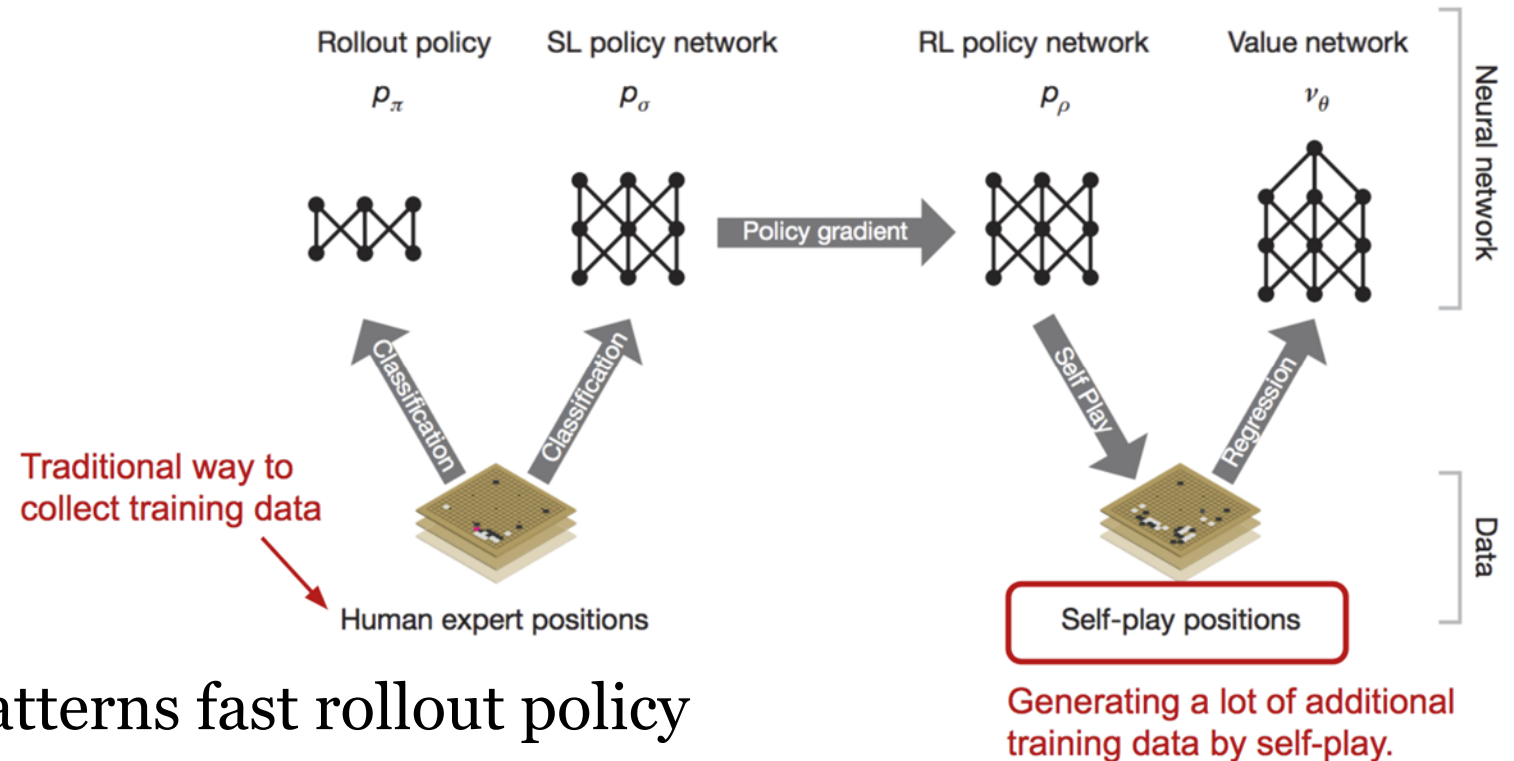 Rollout policy
SL policy network
RL policy network
Value network
pπ
pσ
pρ
vθ
Neural network
Policy gradient
Classification
Classification
Self Play
Regression
Traditional way to
collect training data
Data
Human expert positions
Self-play positions
atterns fast rollout policy
Generating a lot of additional
training data by self-play.